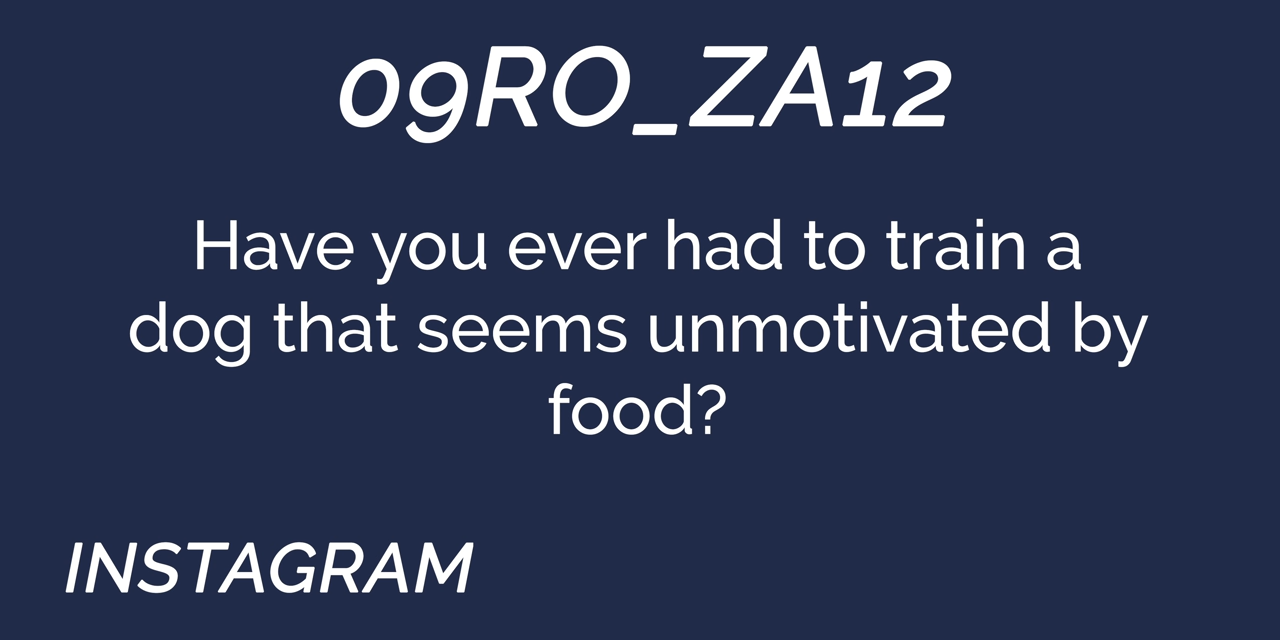 09RO_ZA12
Have you ever had to train a
dog that seems unmotivated by
food?
INSTAGRAM